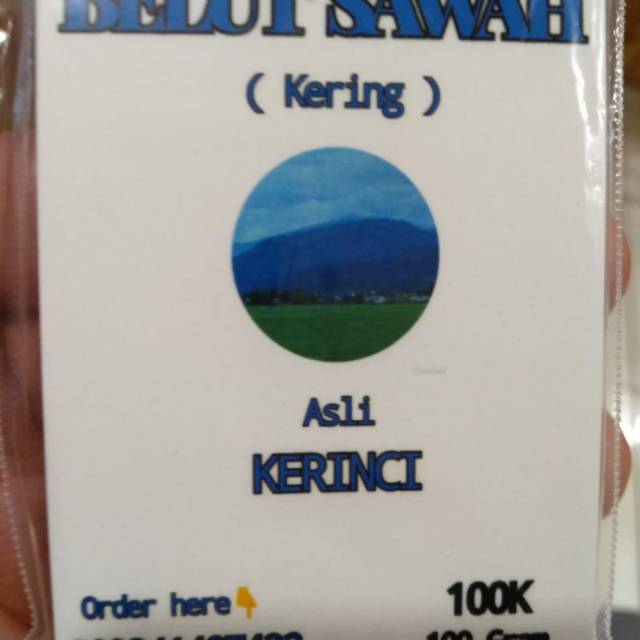 BELUT SAWAH
( Kering )
Asli
KERINCI
Order here👇 100K